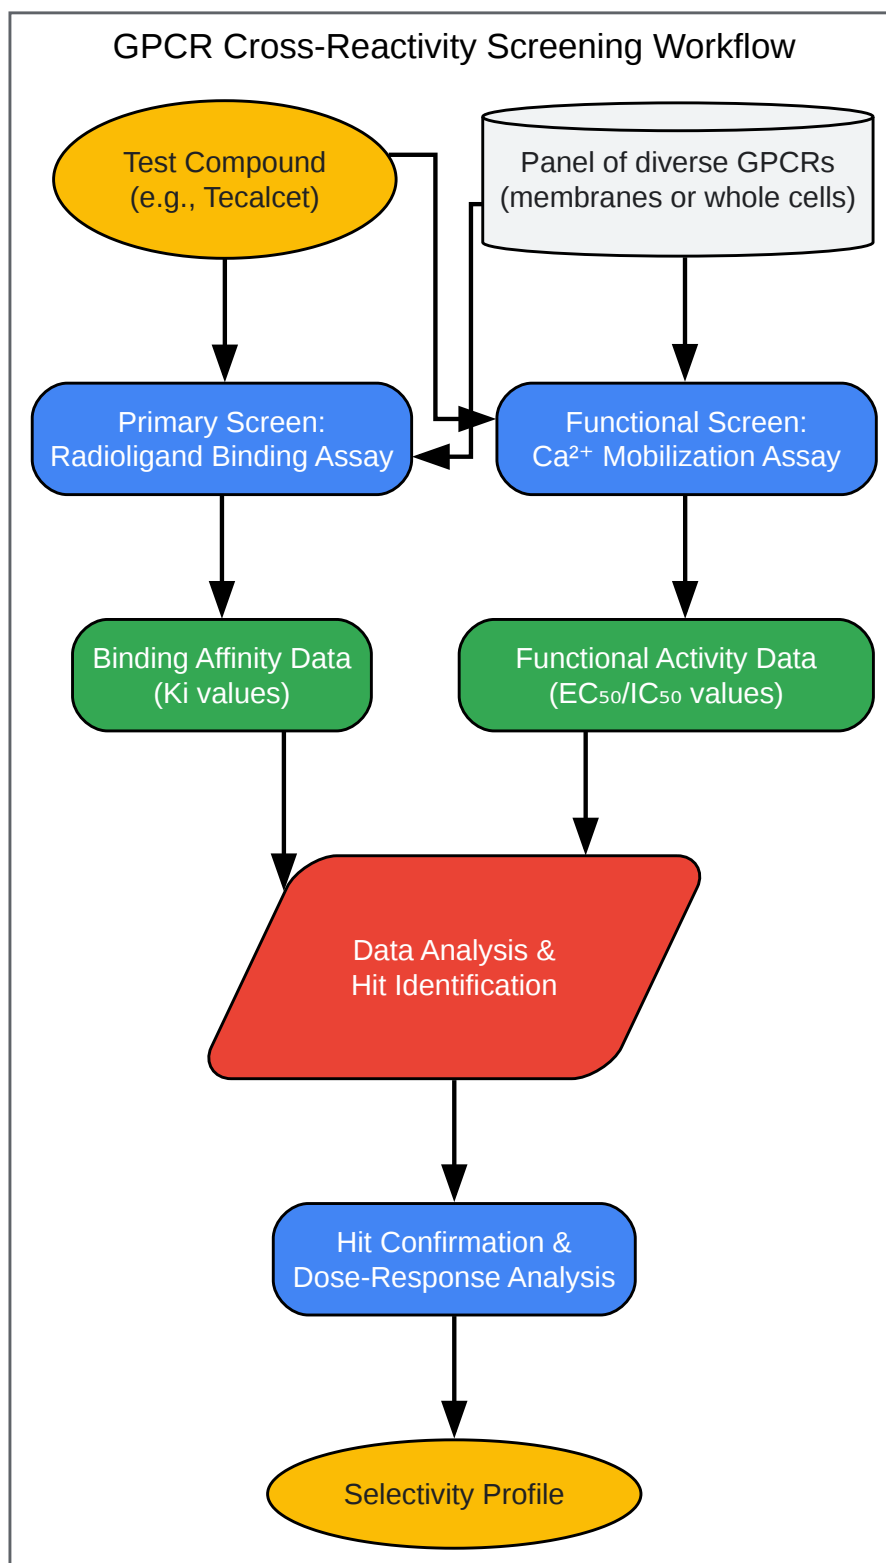 GPCR Cross-Reactivity Screening Workflow
Test Compound
(e.g., Tecalcet)
Panel of diverse GPCRs
(membranes or whole cells)
Primary Screen:
Radioligand Binding Assay
Functional Screen:
Ca²⁺ Mobilization Assay
Binding Affinity Data
(Ki values)
Functional Activity Data
(EC₅₀/IC₅₀ values)
Data Analysis &
Hit Identification
Hit Confirmation &
Dose-Response Analysis
Selectivity Profile